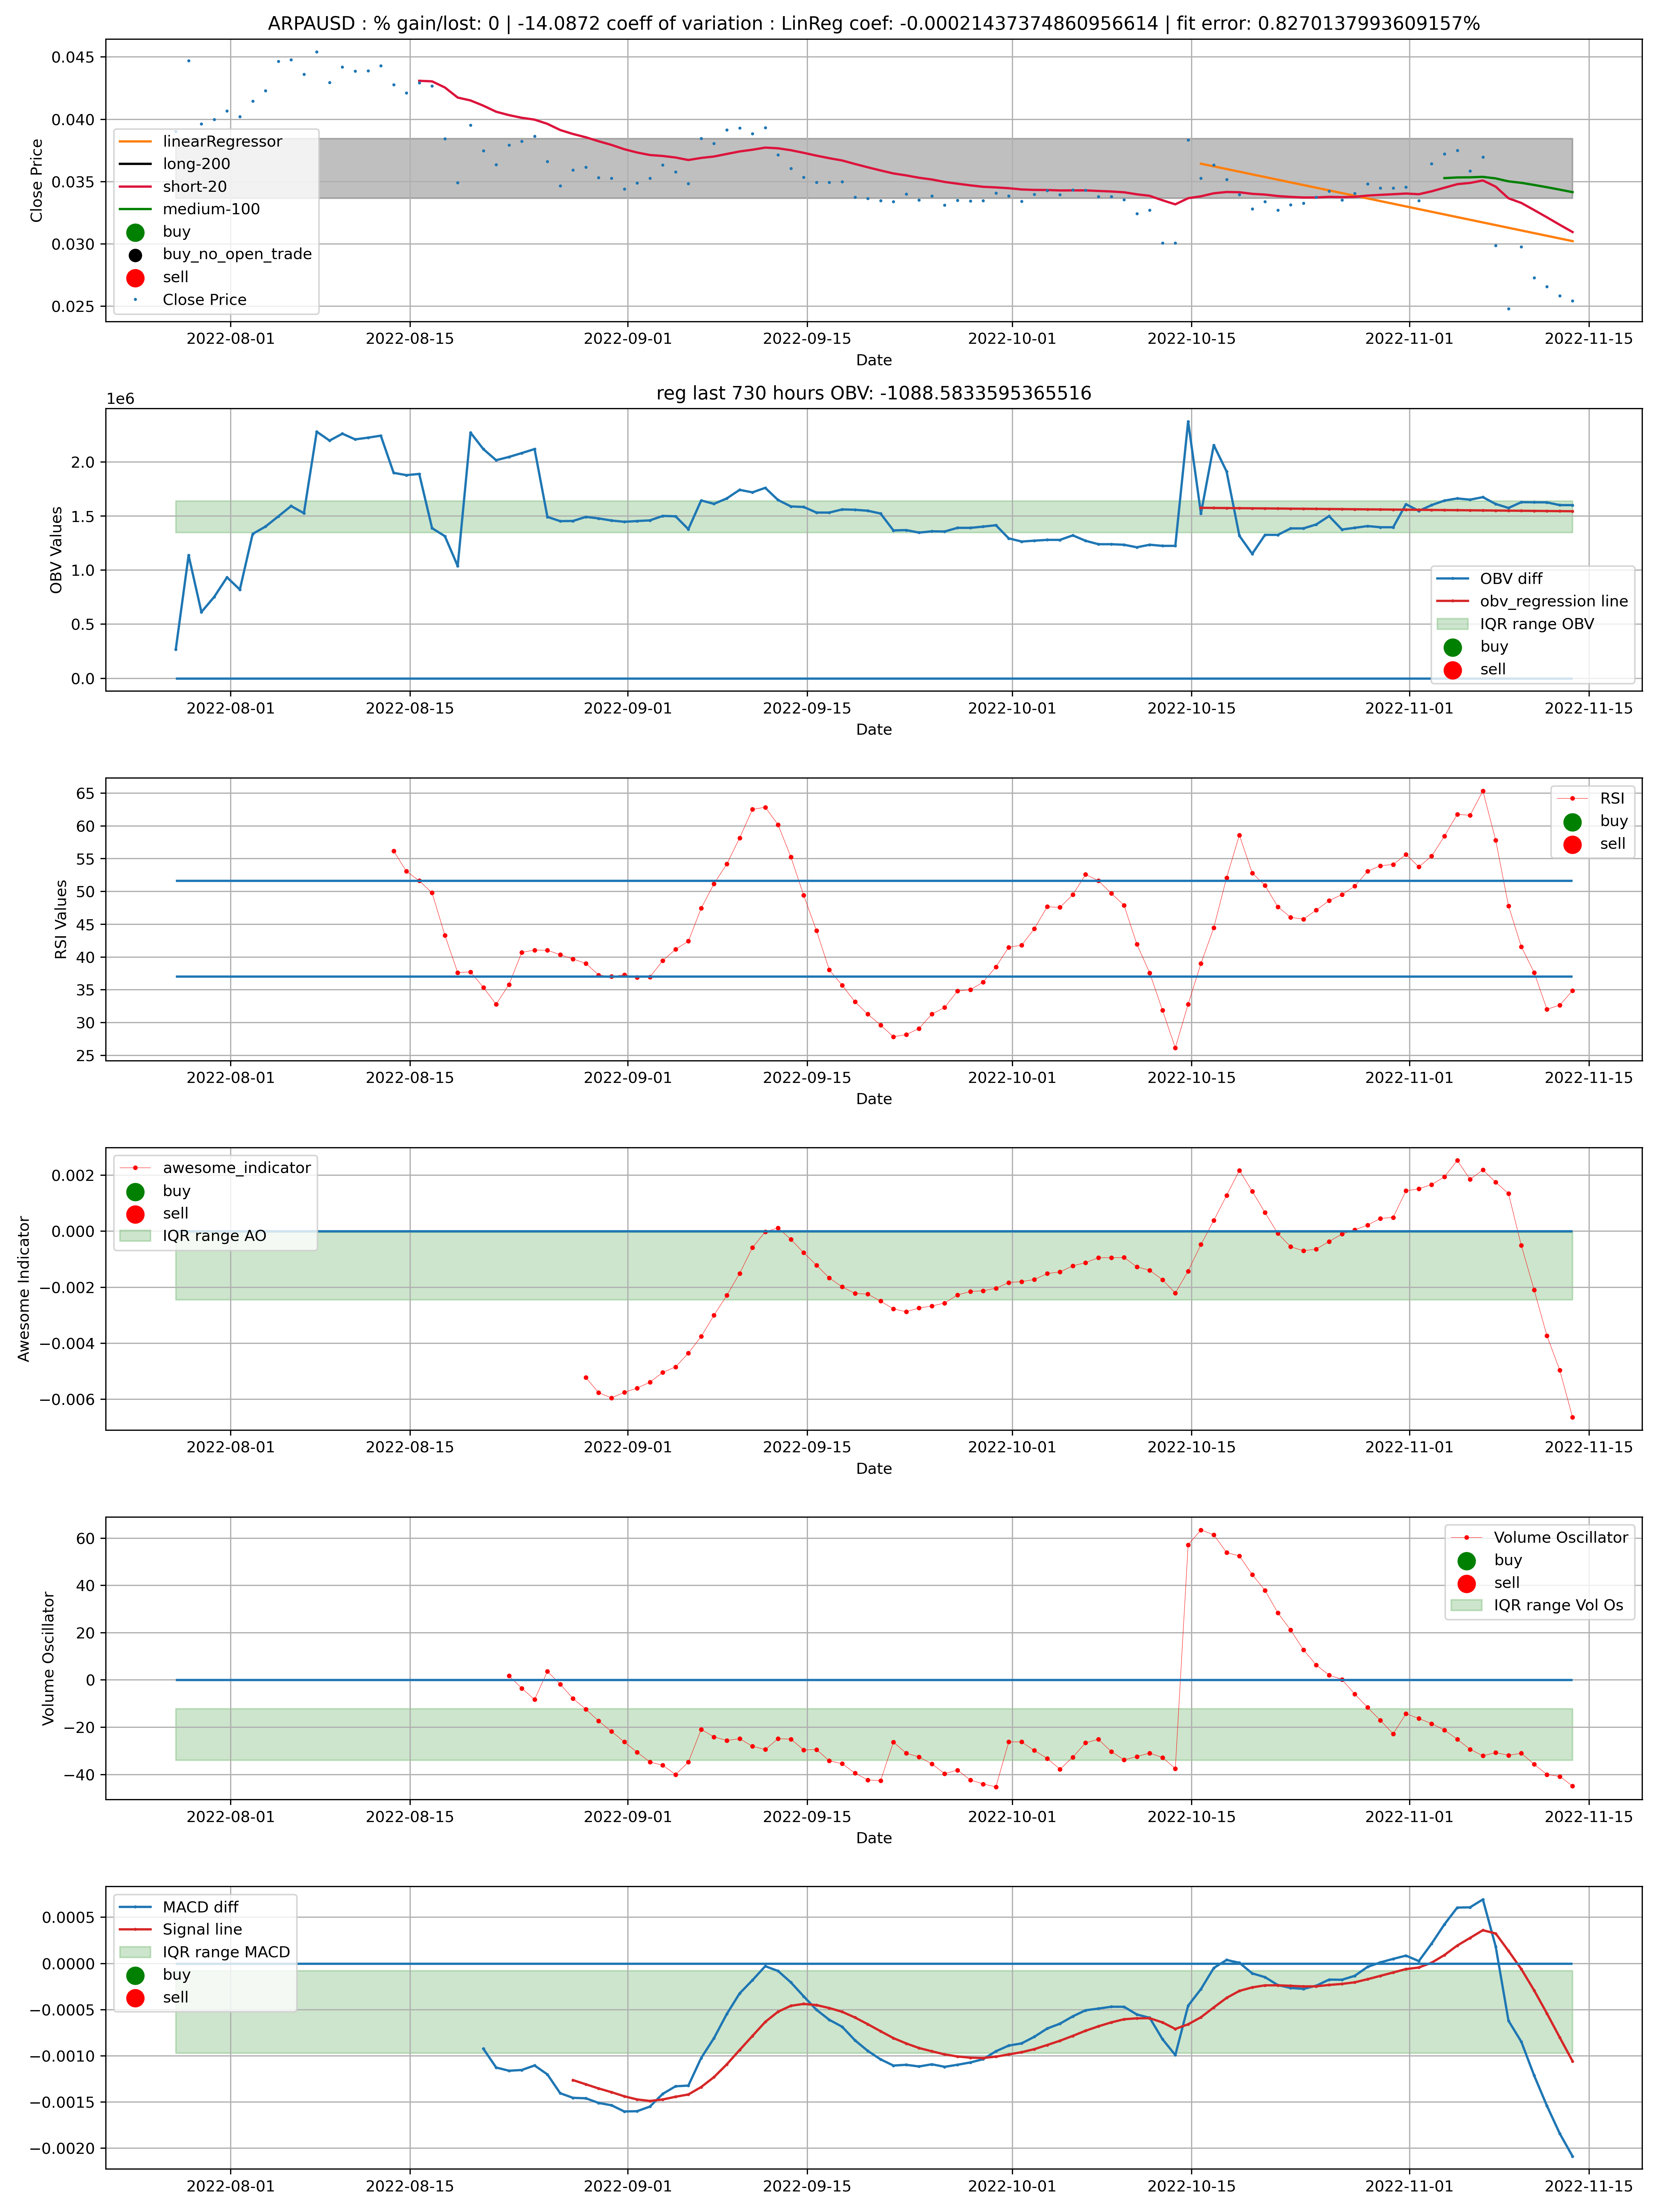 ARPAUSD : % gain/lost: 0 | -14.0872 coeff of variation : LinReg coef: -0.00021437374860956614 | fit error: 0.8270137993609157%
Close Price
0.045
0.040
0.035
0.030
0.025
linearRegressor
long-200
short-20
medium-100
buy
buy_no_open_trade
sell
Close Price
2022-08-01 2022-08-15 2022-09-01 2022-09-15 2022-10-01 2022-10-15 2022-11-01 2022-11-15
Date
reg last 730 hours OBV: -1088.5833595365516
1e6
OBV Values
2.0
1.5
1.0
0.5
0.0
OBV diff
obv_regression line
IQR range OBV
buy
sell
2022-08-01 2022-08-15 2022-09-01 2022-09-15 2022-10-01 2022-10-15 2022-11-01 2022-11-15
Date
RSI Values
65
60
55
50
45
40
35
30
25
RSI
buy
sell
2022-08-01 2022-08-15 2022-09-01 2022-09-15 2022-10-01 2022-10-15 2022-11-01 2022-11-15
Date
Awesome Indicator
0.002
0.000
−0.002
−0.004
−0.006
awesome_indicator
buy
sell
IQR range AO
2022-08-01 2022-08-15 2022-09-01 2022-09-15 2022-10-01 2022-10-15 2022-11-01 2022-11-15
Date
Volume Oscillator
60
40
20
0
−20
−40
Volume Oscillator
buy
sell
IQR range Vol Os
2022-08-01 2022-08-15 2022-09-01 2022-09-15 2022-10-01 2022-10-15 2022-11-01 2022-11-15
Date
0.0005
0.0000
−0.0005
−0.0010
−0.0015
−0.0020
MACD diff
Signal line
IQR range MACD
buy
sell
2022-08-01 2022-08-15 2022-09-01 2022-09-15 2022-10-01 2022-10-15 2022-11-01 2022-11-15